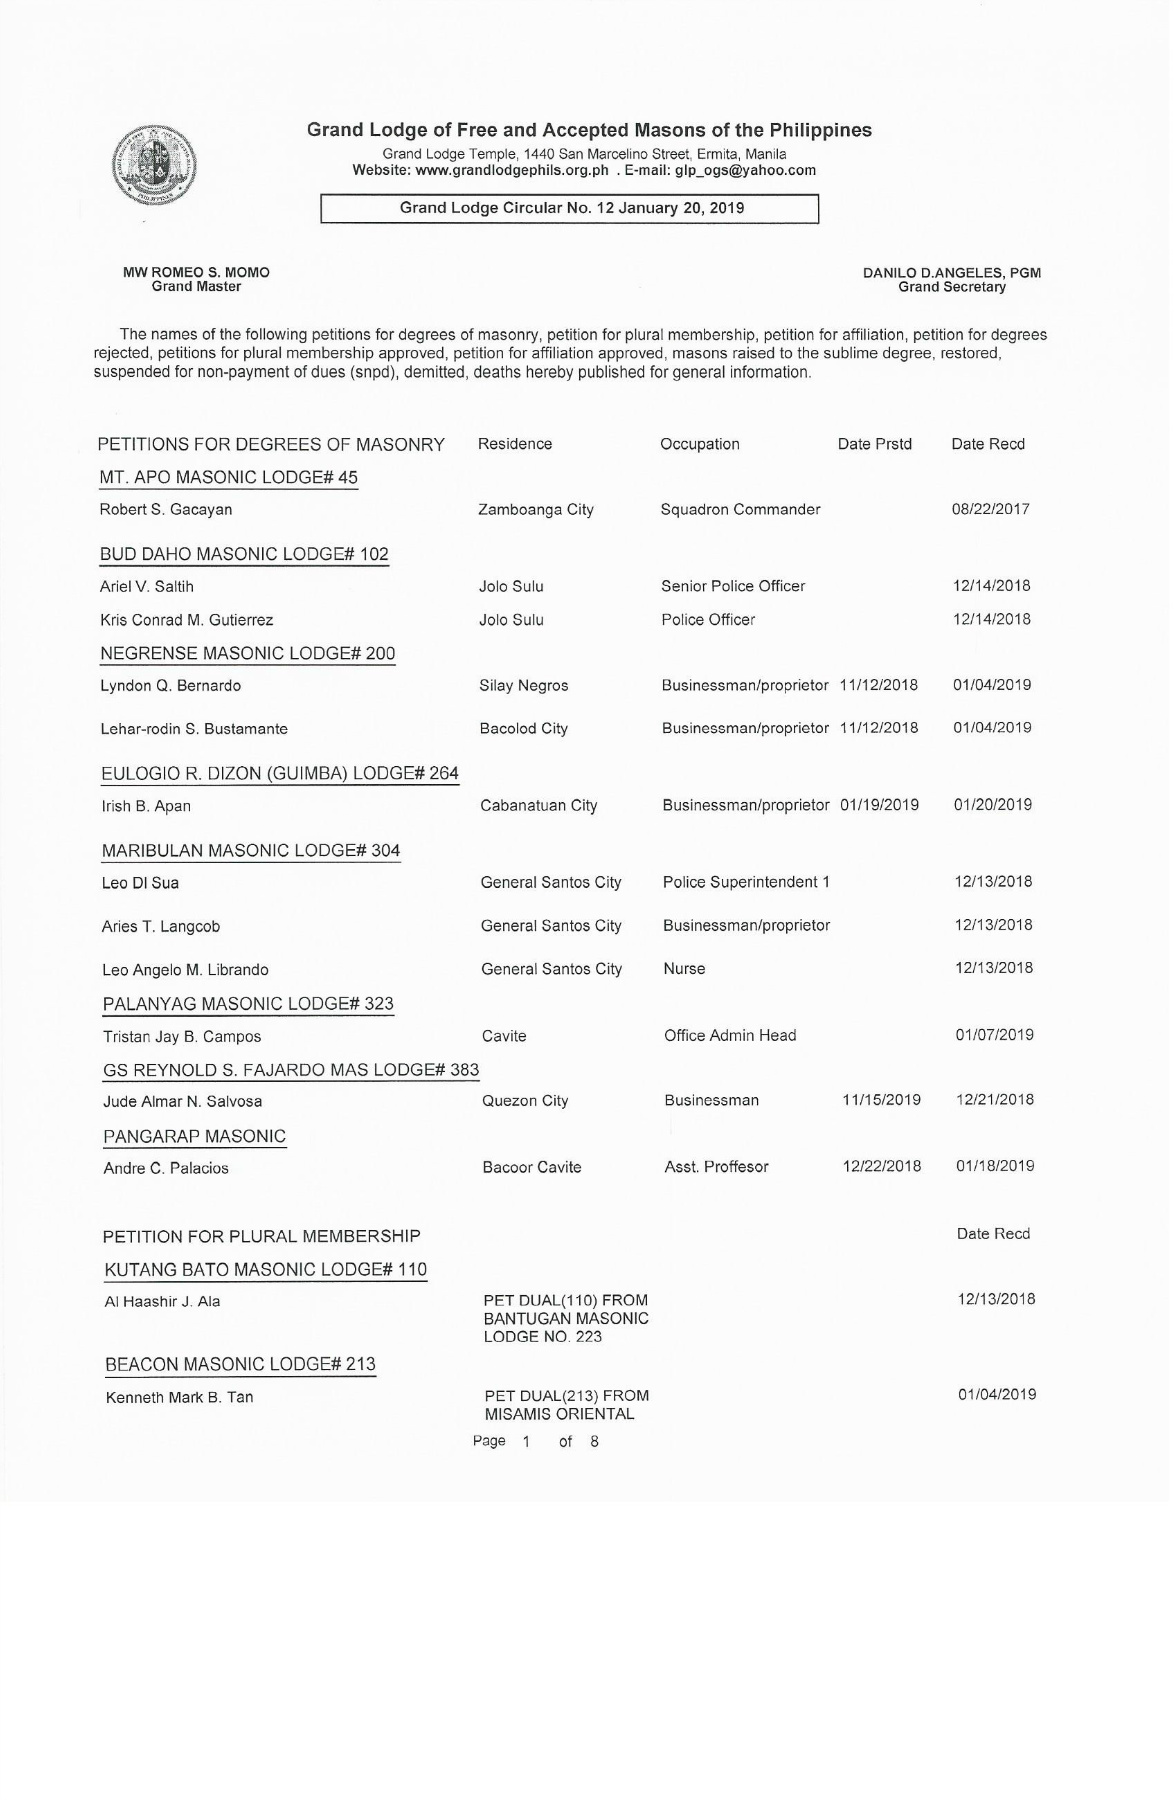 Grand Lodge of Free and Accepted Masons of the Philippines
Grand Lodge Temple, 1440 San Marcelino Street, Ermita, Manila
Website: www.grandlodgephils.org.ph . E-mail: glp_ogs@yahoo.com
Grand Lodge Circular No. 12 January 20, 2019
MW ROMEO S. MOMO DANILO D.ANGELES, PGM
Grand Master Grand Secretary
The names of the following petitions for degrees of masonry, petition for plural membership, petition for affiliation, petition for degrees
rejected, petitions for plural membership approved, petition for affiliation approved, masons raised to the sublime degree, restored,
suspended for non-payment of dues (snpd), demitted, deaths hereby published for general information.
PETITIONS FOR DEGREES OF MASONRY Residence Occupation Date Prstd Date Recd
MT. APO MASONIC LODGE# 45
Robert S. Gacayan Zamboanga City Squadron Commander 08/22/2017
BUD DAHO MASONIC LODGE# 102
Ariel V. Saltih Jolo Sulu Senior Police Officer 12/14/2018
Kris Conrad M. Gutierrez Jolo Sulu Police Officer 12/14/2018
NEGRENSE MASONIC LODGE# 200
Lyndon Q. Bernardo Silay Negros Businessman/proprietor 11/12/2018 01/04/2019
Lehar-rodin S. Bustamante Bacolod City Businessman/proprietor 11/12/2018 01/04/2019
EULOGIO R. DIZON (GUIMBA) LODGE# 264
Irish B. Apan Cabanatuan City Businessman/proprietor 01/19/2019 01/20/2019
MARIBULAN MASONIC LODGE# 304
Leo DI Sua General Santos City Police Superintendent 1 12/13/2018
Aries T. Langcob General Santos City Businessman/proprietor 12/13/2018
Leo Angelo M. Librando General Santos City Nurse 12/13/2018
PALANYAG MASONIC LODGE# 323
Tristan Jay B. Campos Cavite Office Admin Head 01/07/2019
GS REYNOLD S. FAJARDO MAS LODGE# 383
Jude Almar N. Salvosa Quezon City Businessman 11/15/2019 12/21/2018
PANGARAP MASONIC
Andre C. Palacios Bacoor Cavite Asst. Proffesor 12/22/2018 01/18/2019
PETITION FOR PLURAL MEMBERSHIP Date Recd
KUTANG BATO MASONIC LODGE# 110
Al Haashir J. Ala PET DUAL(110) FROM 12/13/2018
BANTUGAN MASONIC
LODGE NO. 223
BEACON MASONIC LODGE# 213
Kenneth Mark B. Tan PET DUAL(213) FROM 01/04/2019
MISAMIS ORIENTAL
Page 1 of 8